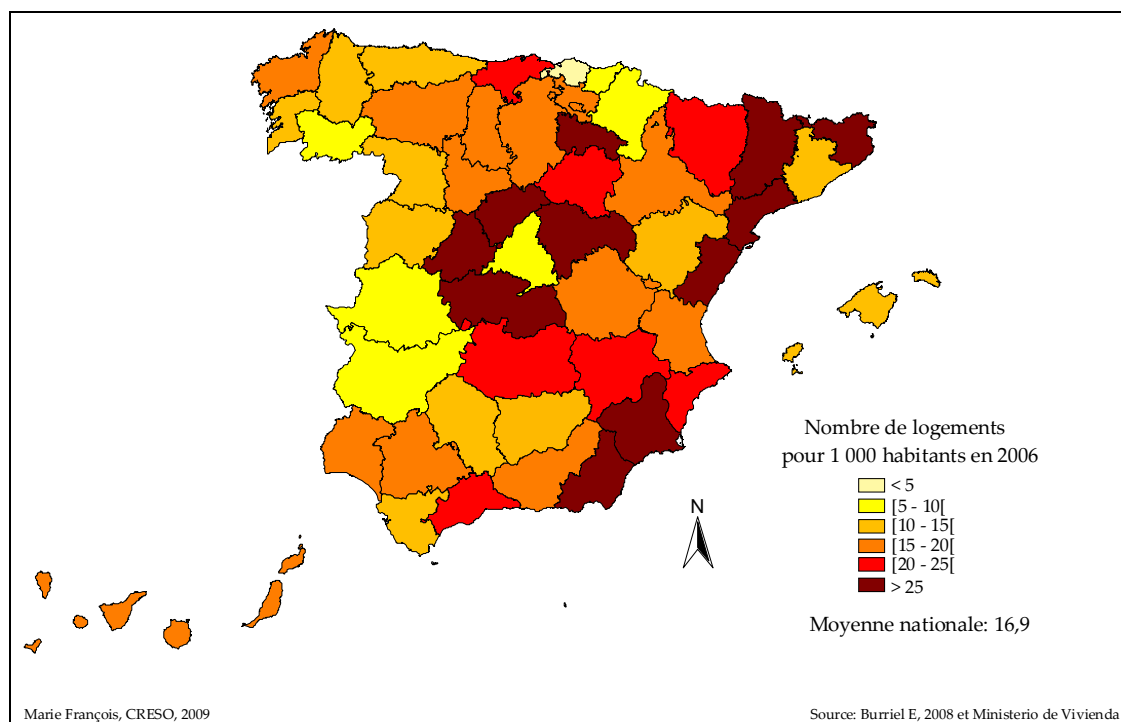 Nombre de logements
pour 1 000 habitants en 2006
< 5
[5 - 10[
[10 - 15[
[15 - 20[
[20 - 25[
> 25
N
Moyenne nationale: 16,9
Marie François, CRESO, 2009
Source: Burriel E, 2008 et Ministerio de Vivienda